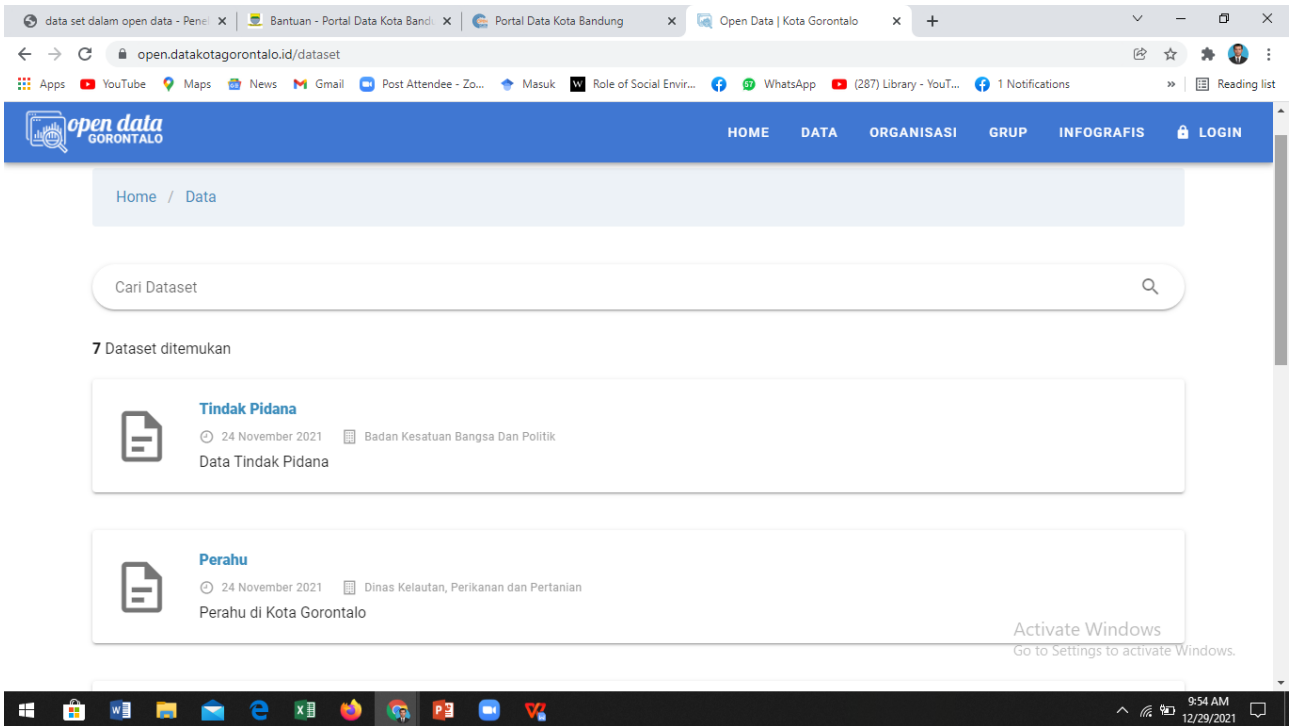 data set dalam open data - Penel
Bantuan - Portal Data Kota Bandu
Portal Data Kota Bandung
Open Data | Kota Gorontalo
open.datakotagorontalo.id/dataset
Apps YouTube Maps News Gmail Post Attendee - Zo... Masuk Role of Social Envir... WhatsApp (287) Library - YouT... 1 Notifications » Reading list
open data
GORONTALO
HOME DATA ORGANISASI GRUP INFOGRAFIS LOGIN
Home / Data
Cari Dataset
7 Dataset ditemukan
Tindak Pidana
24 November 2021 Badan Kesatuan Bangsa Dan Politik
Data Tindak Pidana
Perahu
24 November 2021 Dinas Kelautan, Perikanan dan Pertanian
Perahu di Kota Gorontalo
Activate Windows
Go to Settings to activate Windows.
9:54 AM
12/29/2021